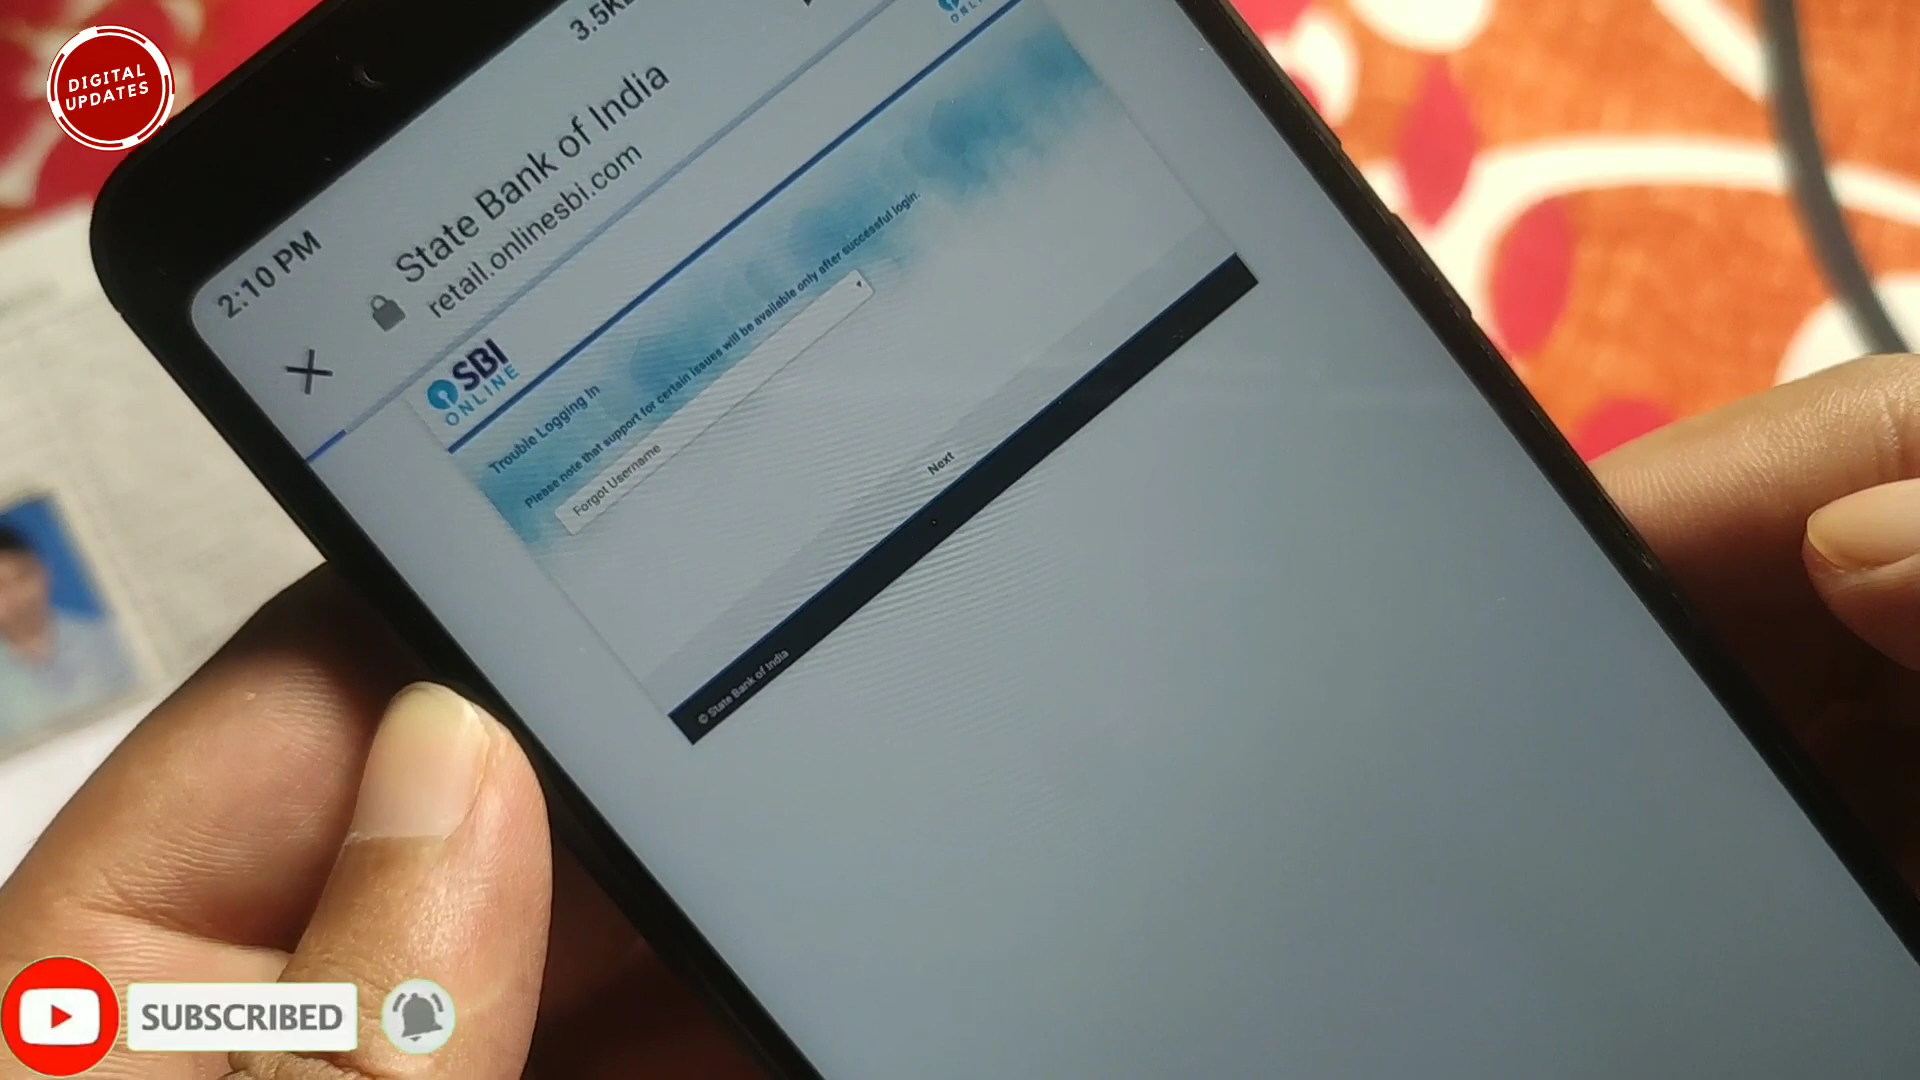 DIGITAL
UPDATES
2:10 PM
State Bank of India
retail.onlinesbi.com
SBI
ONLINE
Trouble Logging In
Please note that support for certain issues will be available only after successful login.
Forgot Username
Next
© State Bank of India
SUBSCRIBED